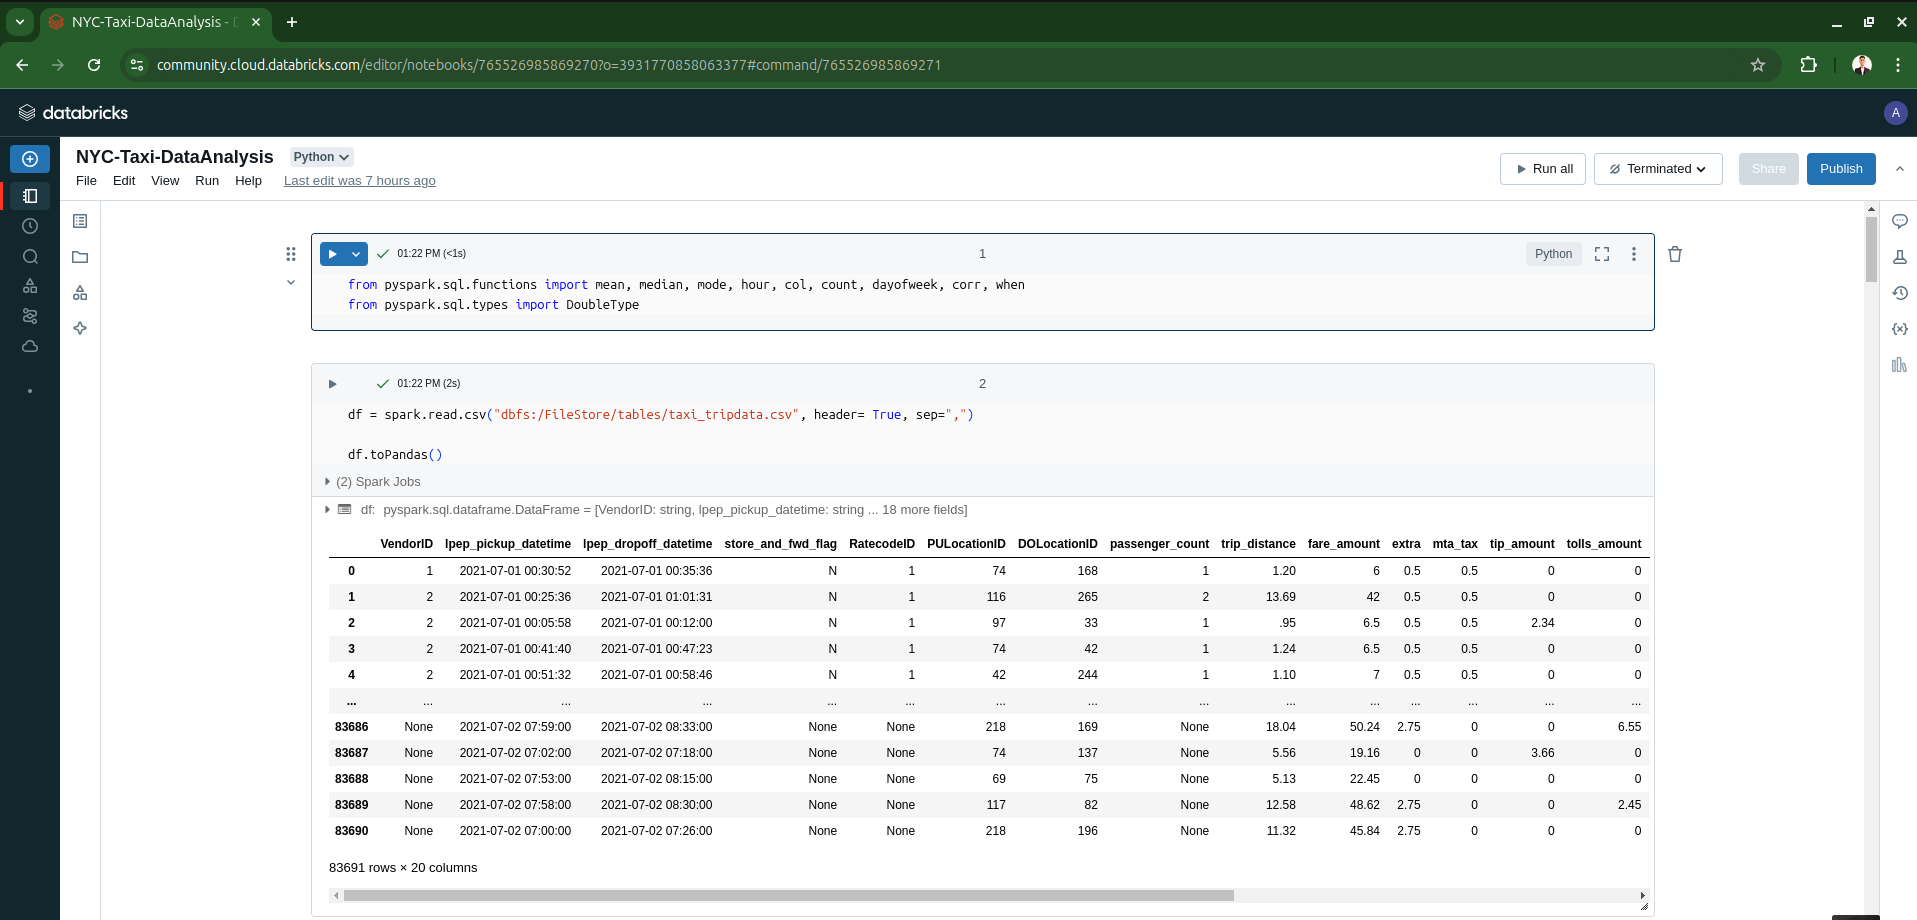 NYC-Taxi-DataAnalysis - D
community.cloud.databricks.com/editor/notebooks/765526985869270?o=3931770858063377#command/765526985869271
databricks
A
NYC-Taxi-DataAnalysis Python
File Edit View Run Help Last edit was 7 hours ago
Run all Terminated Share Publish
01:22 PM (<1s) 1 Python
from pyspark.sql.functions import mean, median, mode, hour, col, count, dayofweek, corr, when
from pyspark.sql.types import DoubleType
01:22 PM (2s) 2
df = spark.read.csv("dbfs:/FileStore/tables/taxi_tripdata.csv", header= True, sep=",")
df.toPandas()
(2) Spark Jobs
df: pyspark.sql.dataframe.DataFrame = [VendorID: string, lpep_pickup_datetime: string ... 18 more fields]
VendorID lpep_pickup_datetime lpep_dropoff_datetime store_and_fwd_flag RatecodeID PULocationID DOLocationID passenger_count trip_distance fare_amount extra mta_tax tip_amount tolls_amount
0 1 2021-07-01 00:30:52 2021-07-01 00:35:36 N 1 74 168 1 1.20 6 0.5 0.5 0 0
1 2 2021-07-01 00:25:36 2021-07-01 01:01:31 N 1 116 265 2 13.69 42 0.5 0.5 0 0
2 2 2021-07-01 00:05:58 2021-07-01 00:12:00 N 1 97 33 1 .95 6.5 0.5 0.5 2.34 0
3 2 2021-07-01 00:41:40 2021-07-01 00:47:23 N 1 74 42 1 1.24 6.5 0.5 0.5 0 0
4 2 2021-07-01 00:51:32 2021-07-01 00:58:46 N 1 42 244 1 1.10 7 0.5 0.5 0 0
... ... ... ... ... ... ... ... ... ... ... ... ... ... ...
83686 None 2021-07-02 07:59:00 2021-07-02 08:33:00 None None 218 169 None 18.04 50.24 2.75 0 0 6.55
83687 None 2021-07-02 07:02:00 2021-07-02 07:18:00 None None 74 137 None 5.56 19.16 0 0 3.66 0
83688 None 2021-07-02 07:53:00 2021-07-02 08:15:00 None None 69 75 None 5.13 22.45 0 0 0 0
83689 None 2021-07-02 07:58:00 2021-07-02 08:30:00 None None 117 82 None 12.58 48.62 2.75 0 0 2.45
83690 None 2021-07-02 07:00:00 2021-07-02 07:26:00 None None 218 196 None 11.32 45.84 2.75 0 0 0
83691 rows × 20 columns